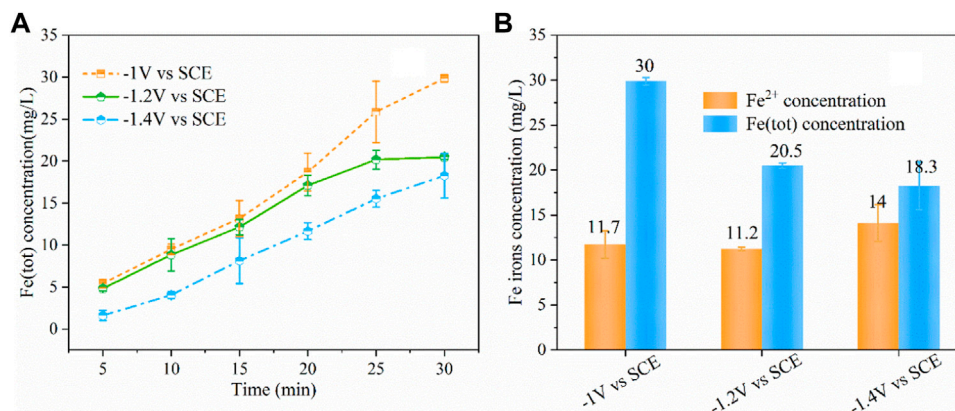 A
35
30
25
20
15
10
5
0
Fe(tot) concentration(mg/L)
-1V vs SCE
-1.2V vs SCE
-1.4V vs SCE
5 10 15 20 25 30
Time (min)
B
35
30
25
20
15
10
5
0
Fe irons concentration (mg/L)
30
Fe²⁺ concentration
Fe(tot) concentration
20.5
18.3
14
11.7
11.2
-1V vs SCE
-1.2V vs SCE
-1.4V vs SCE